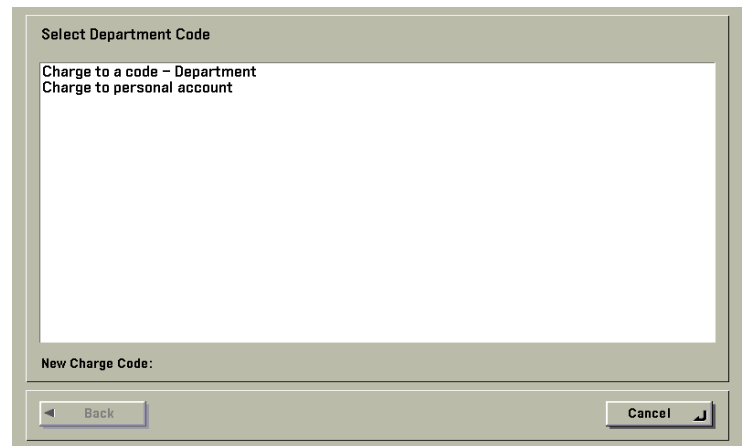 Select Department Code
Charge to a code – Department
Charge to personal account
New Charge Code:
Back
Cancel